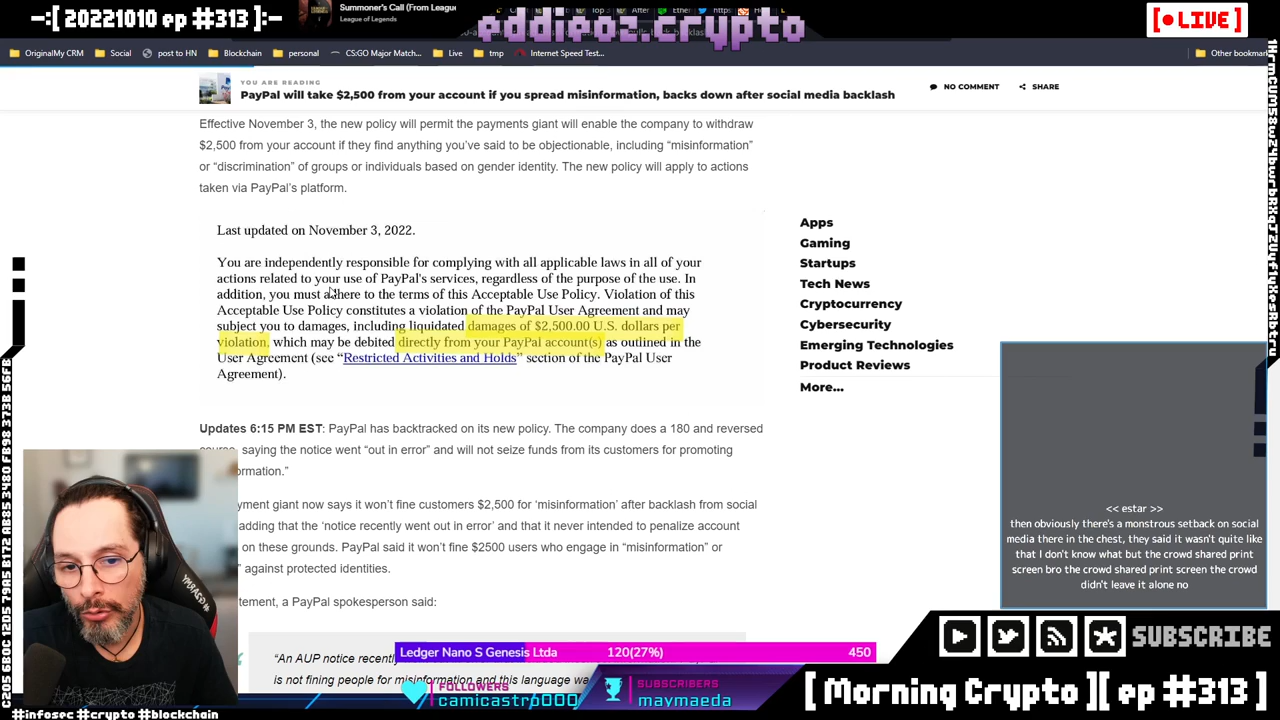 -:[ 20221010 ep #313 ]:-
Summoner's Call (From League
League of Legends
eddieoz.crypto
[ LIVE ]
OriginalMy CRM
Social
post to HN
Blockchain
personal
CS:GO Major Match...
Live
tmp
Internet Speed Test...
Other bookmar
YOU ARE READING
PayPal will take $2,500 from your account if you spread misinformation, backs down after social media backlash
NO COMMENT
SHARE
Effective November 3, the new policy will permit the payments giant will enable the company to withdraw
$2,500 from your account if they find anything you've said to be objectionable, including “misinformation”
or “discrimination” of groups or individuals based on gender identity. The new policy will apply to actions
taken via PayPal's platform.
Last updated on November 3, 2022.
You are independently responsible for complying with all applicable laws in all of your
actions related to your use of PayPal's services, regardless of the purpose of the use. In
addition, you must adhere to the terms of this Acceptable Use Policy. Violation of this
Acceptable Use Policy constitutes a violation of the PayPal User Agreement and may
subject you to damages, including liquidated damages of $2,500.00 U.S. dollars per
violation, which may be debited directly from your PayPal account(s) as outlined in the
User Agreement (see “Restricted Activities and Holds” section of the PayPal User
Agreement).
Updates 6:15 PM EST: PayPal has backtracked on its new policy. The company does a 180 and reversed
saying the notice went “out in error” and will not seize funds from its customers for promoting
ormation.”
yment giant now says it won't fine customers $2,500 for ‘misinformation’ after backlash from social
adding that the ‘notice recently went out in error’ and that it never intended to penalize account
on these grounds. PayPal said it won't fine $2500 users who engage in “misinformation” or
” against protected identities.
tement, a PayPal spokesperson said:
“An AUP notice recently
is not fining people for misinformation and this language wa
Apps
Gaming
Startups
Tech News
Cryptocurrency
Cybersecurity
Emerging Technologies
Product Reviews
More...
<< estar >>
then obviously there's a monstrous setback on social
media there in the chest, they said it wasn't quite like
that I don't know what but the crowd shared print
screen bro the crowd shared print screen the crowd
didn't leave it alone no
Ledger Nano S Genesis Ltda
120(27%)
450
FOLLOWERS
camicastrp000
SUBSCRIBERS
maymaeda
SUBSCRIBE
[ Morning Crypto ][ ep #313 ]
#infosec #crypto #blockchain